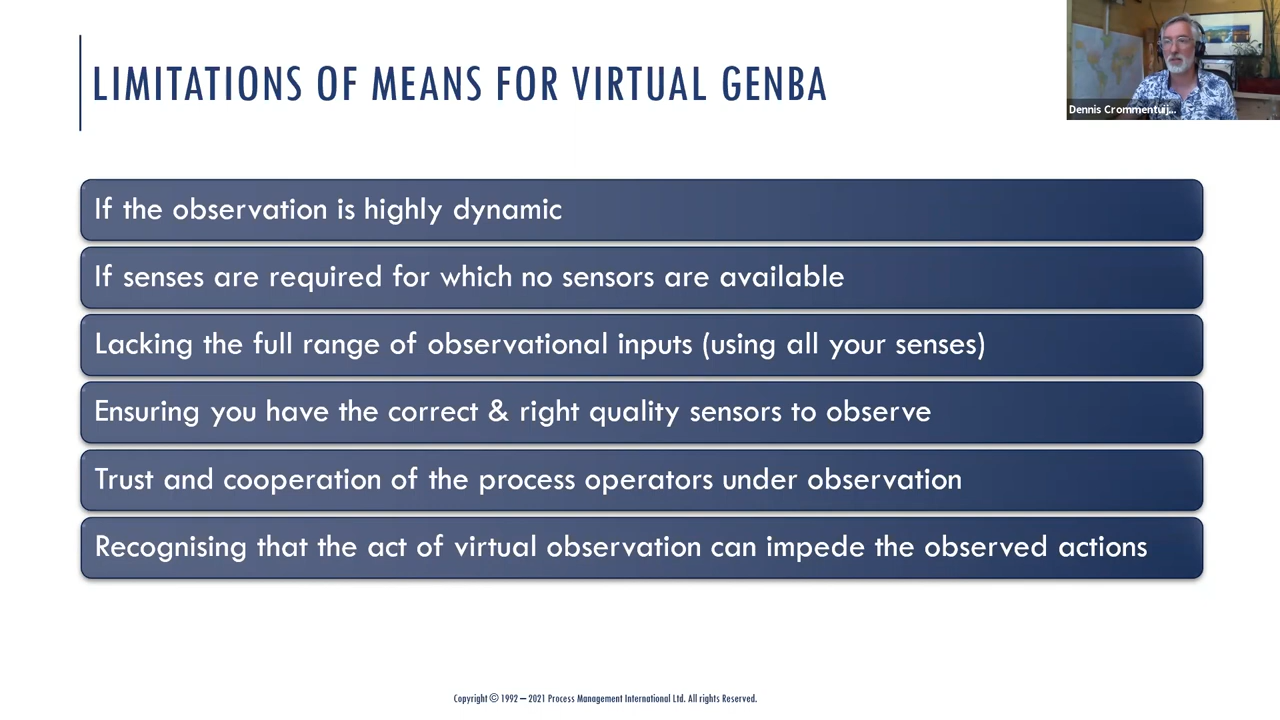 LIMITATIONS OF MEANS FOR VIRTUAL GENBA
Dennis Crommentuij...
If the observation is highly dynamic
If senses are required for which no sensors are available
Lacking the full range of observational inputs (using all your senses)
Ensuring you have the correct & right quality sensors to observe
Trust and cooperation of the process operators under observation
Recognising that the act of virtual observation can impede the observed actions
Copyright © 1992 – 2021 Process Management International Ltd. All rights Reserved.